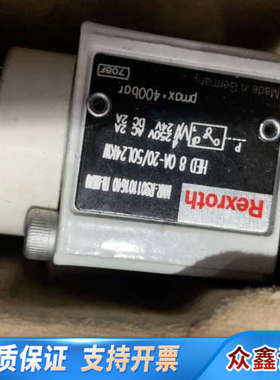 Rexroth
HED 8 OA-20/50L24KW
250V AC 2A
24V DC 2A
P
pmax • 400bar
Made in Germany
质保证 支持开票
众鑫